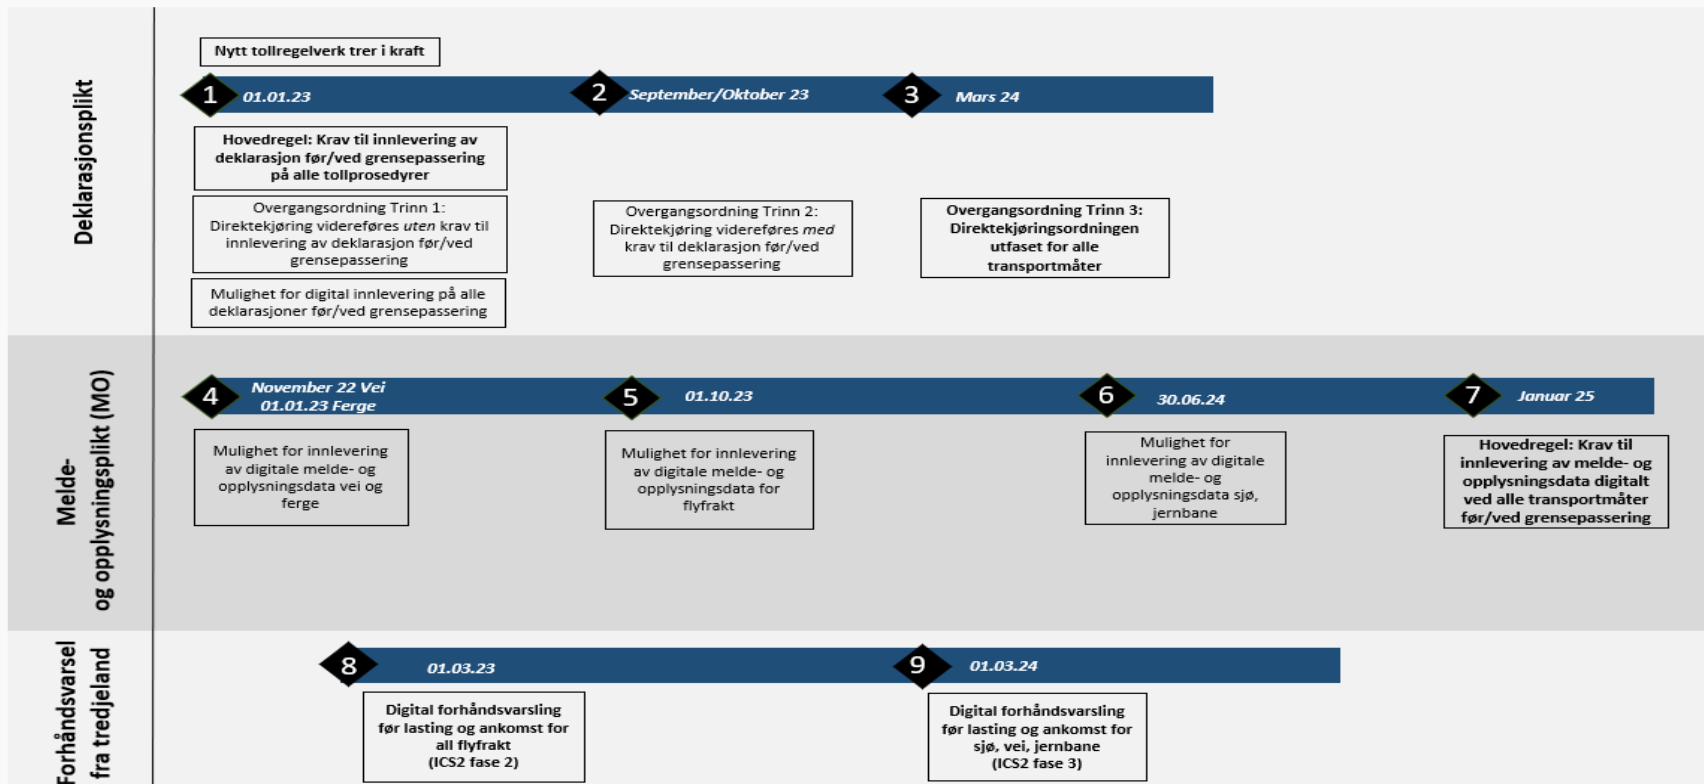 Deklarasjonsplikt
Nytt tollregelverk trer i kraft
1
01.01.23
2
September/Oktober 23
3
Mars 24
Hovedregel: Krav til innlevering av
deklarasjon før/ved grensepassering
på alle tollprosedyrer
Overgangsordning Trinn 1:
Direktekjøring videreføres uten krav til
innlevering av deklarasjon før/ved
grensepassering
Mulighet for digital innlevering på alle
deklarasjoner før/ved grensepassering
Overgangsordning Trinn 2:
Direktekjøring videreføres med
krav til deklarasjon før/ved
grensepassering
Overgangsordning Trinn 3:
Direktekjøringsordningen
utfaset for alle
transportmåter
Melde-
og opplysningsplikt (MO)
4
November 22 Vei
01.01.23 Ferge
5
01.10.23
6
30.06.24
7
Januar 25
Mulighet for innlevering
av digitale melde- og
opplysningsdata vei og
ferge
Mulighet for innlevering
av digitale melde- og
opplysningsdata for
flyfrakt
Mulighet for
innlevering av digitale
melde- og
opplysningsdata sjø,
jernbane
Hovedregel: Krav til
innlevering av melde- og
opplysningsdata digitalt
ved alle transportmåter
før/ved grensepassering
Forhåndsvarsel
fra tredjeland
8
01.03.23
9
01.03.24
Digital forhåndsvarsling
før lasting og ankomst for
all flyfrakt
(ICS2 fase 2)
Digital forhåndsvarsling
før lasting og ankomst for
sjø, vei, jernbane
(ICS2 fase 3)